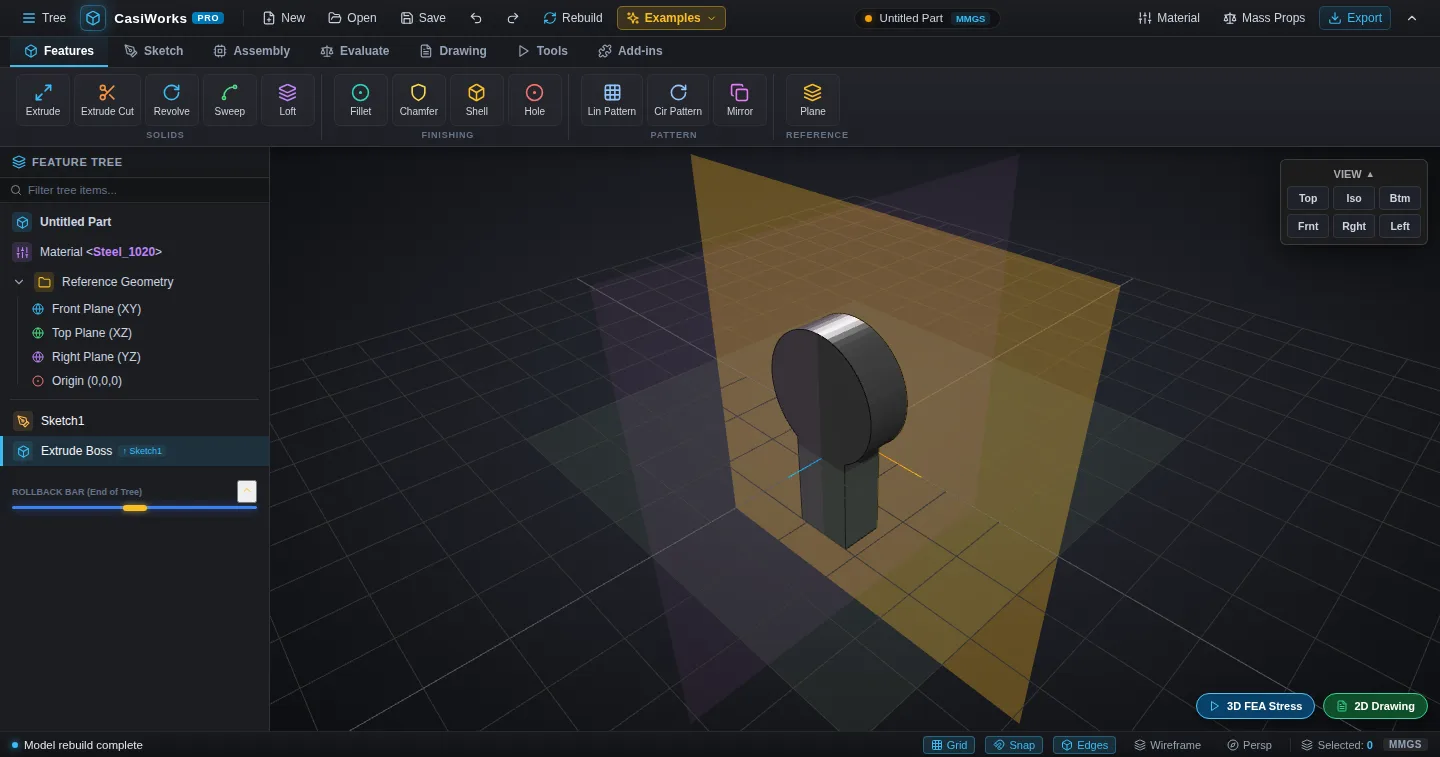 Tree
CasiWorks PRO
New
Open
Save
Rebuild
Examples
Untitled Part MMGS
Material
Mass Props
Export
Features
Sketch
Assembly
Evaluate
Drawing
Tools
Add-ins
Extrude
Extrude Cut
Revolve
Sweep
Loft
Fillet
Chamfer
Shell
Hole
Lin Pattern
Cir Pattern
Mirror
Plane
SOLIDS
FINISHING
PATTERN
REFERENCE
FEATURE TREE
Filter tree items...
Untitled Part
Material <Steel_1020>
Reference Geometry
Front Plane (XY)
Top Plane (XZ)
Right Plane (YZ)
Origin (0,0,0)
Sketch1
Extrude Boss ↑ Sketch1
ROLLBACK BAR (End of Tree)
VIEW ▲
Top
Iso
Btm
Frnt
Rght
Left
3D FEA Stress
2D Drawing
Model rebuild complete
Grid
Snap
Edges
Wireframe
Persp
Selected: 0
MMGS